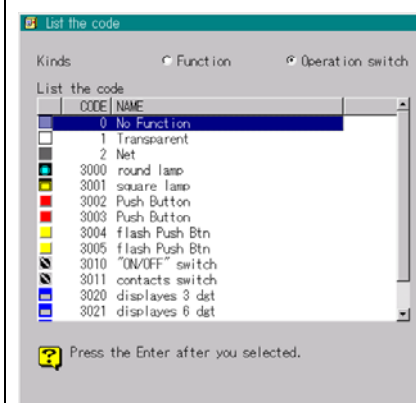 List the code
Kinds Function Operation switch
List the code
CODE NAME
0 No Function
1 Transparent
2 Net
3000 round lamp
3001 square lamp
3002 Push Button
3003 Push Button
3004 flash Push Btn
3005 flash Push Btn
3010 "ON/OFF" switch
3011 contacts switch
3020 displayes 3 dgt
3021 displayes 6 dgt
Press the Enter after you selected.